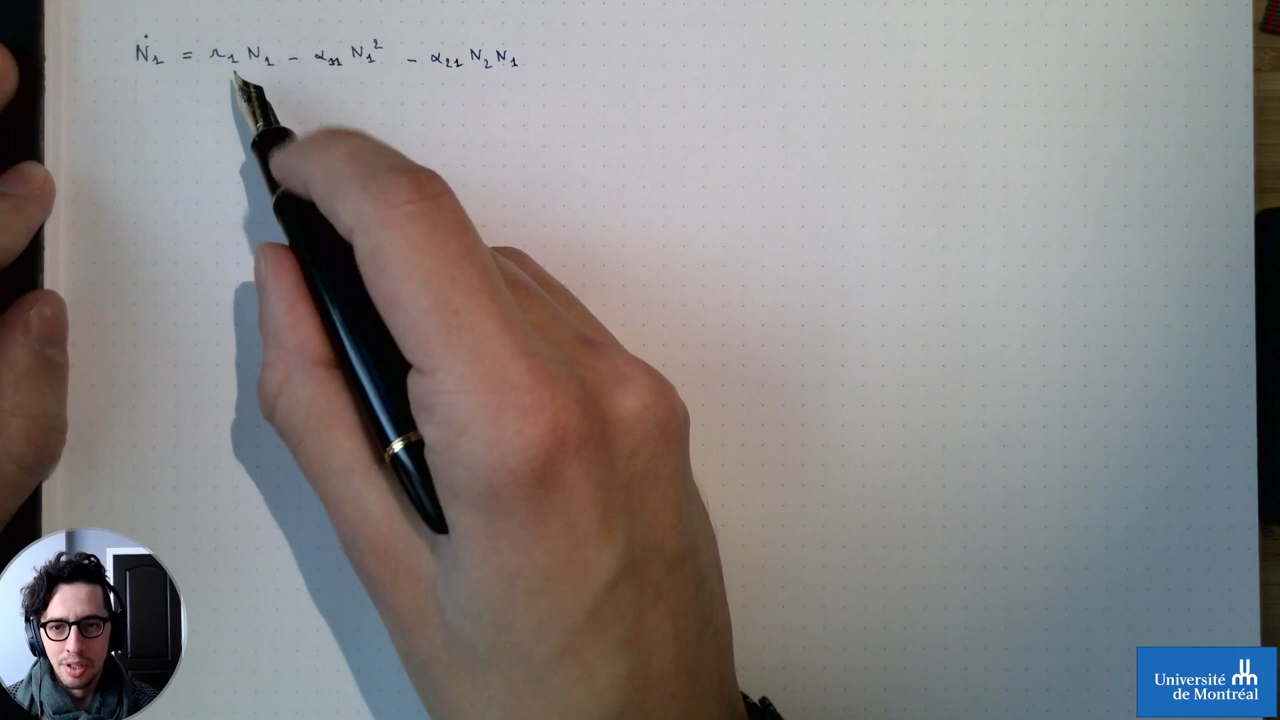 Ṅ₁ = r₁ N₁ - α₁₁ N₁² - α₂₁ N₂ N₁
Université
de Montréal